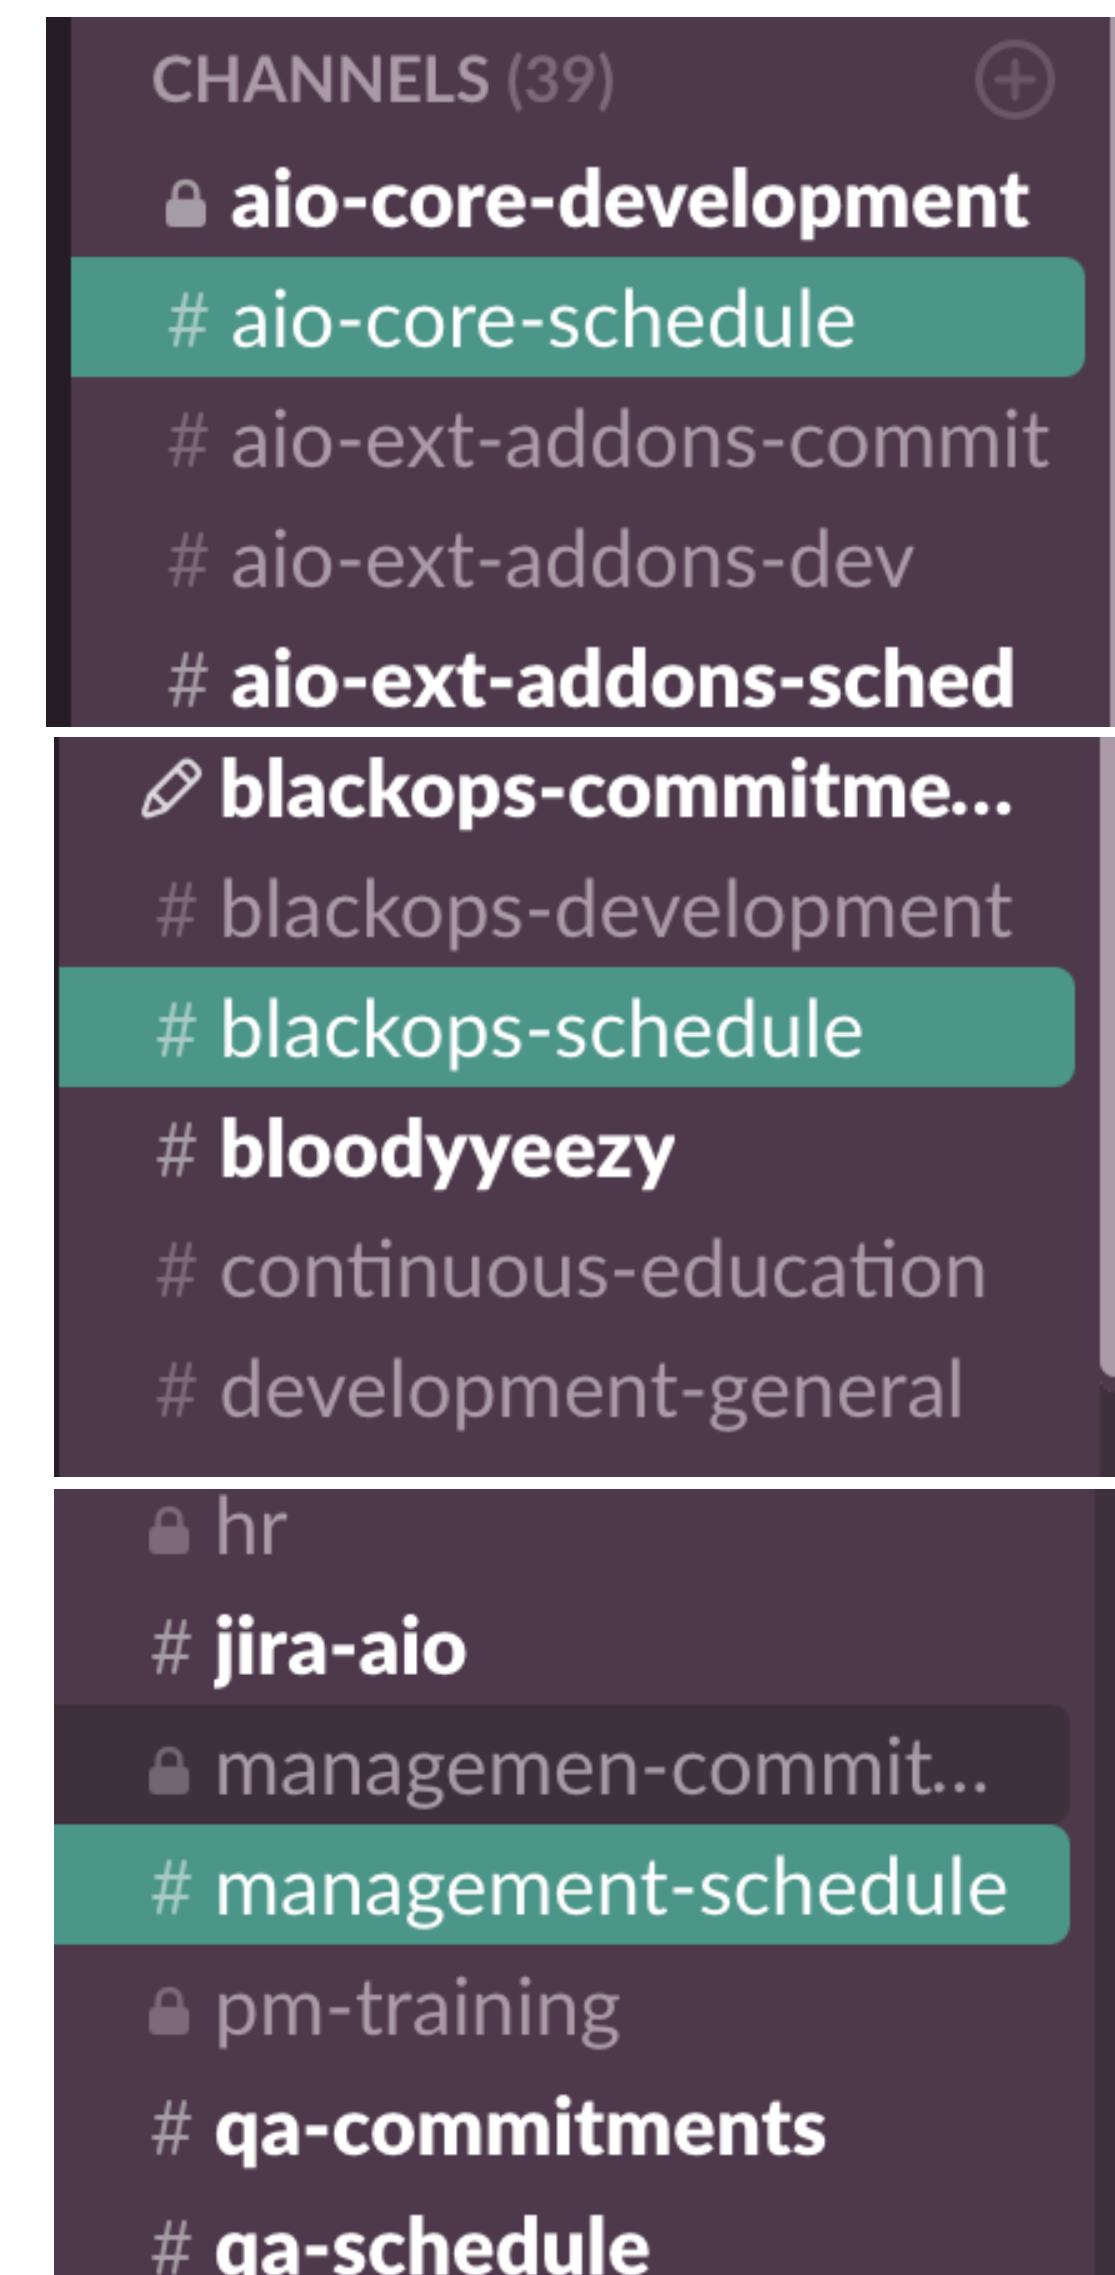 CHANNELS (39)
aio-core-development
# aio-core-schedule
# aio-ext-addons-commit
# aio-ext-addons-dev
# aio-ext-addons-sched
blackops-commitme...
# blackops-development
# blackops-schedule
# bloodyyeezy
# continuous-education
# development-general
hr
# jira-aio
managemen-commit...
# management-schedule
pm-training
# qa-commitments
# qa-schedule